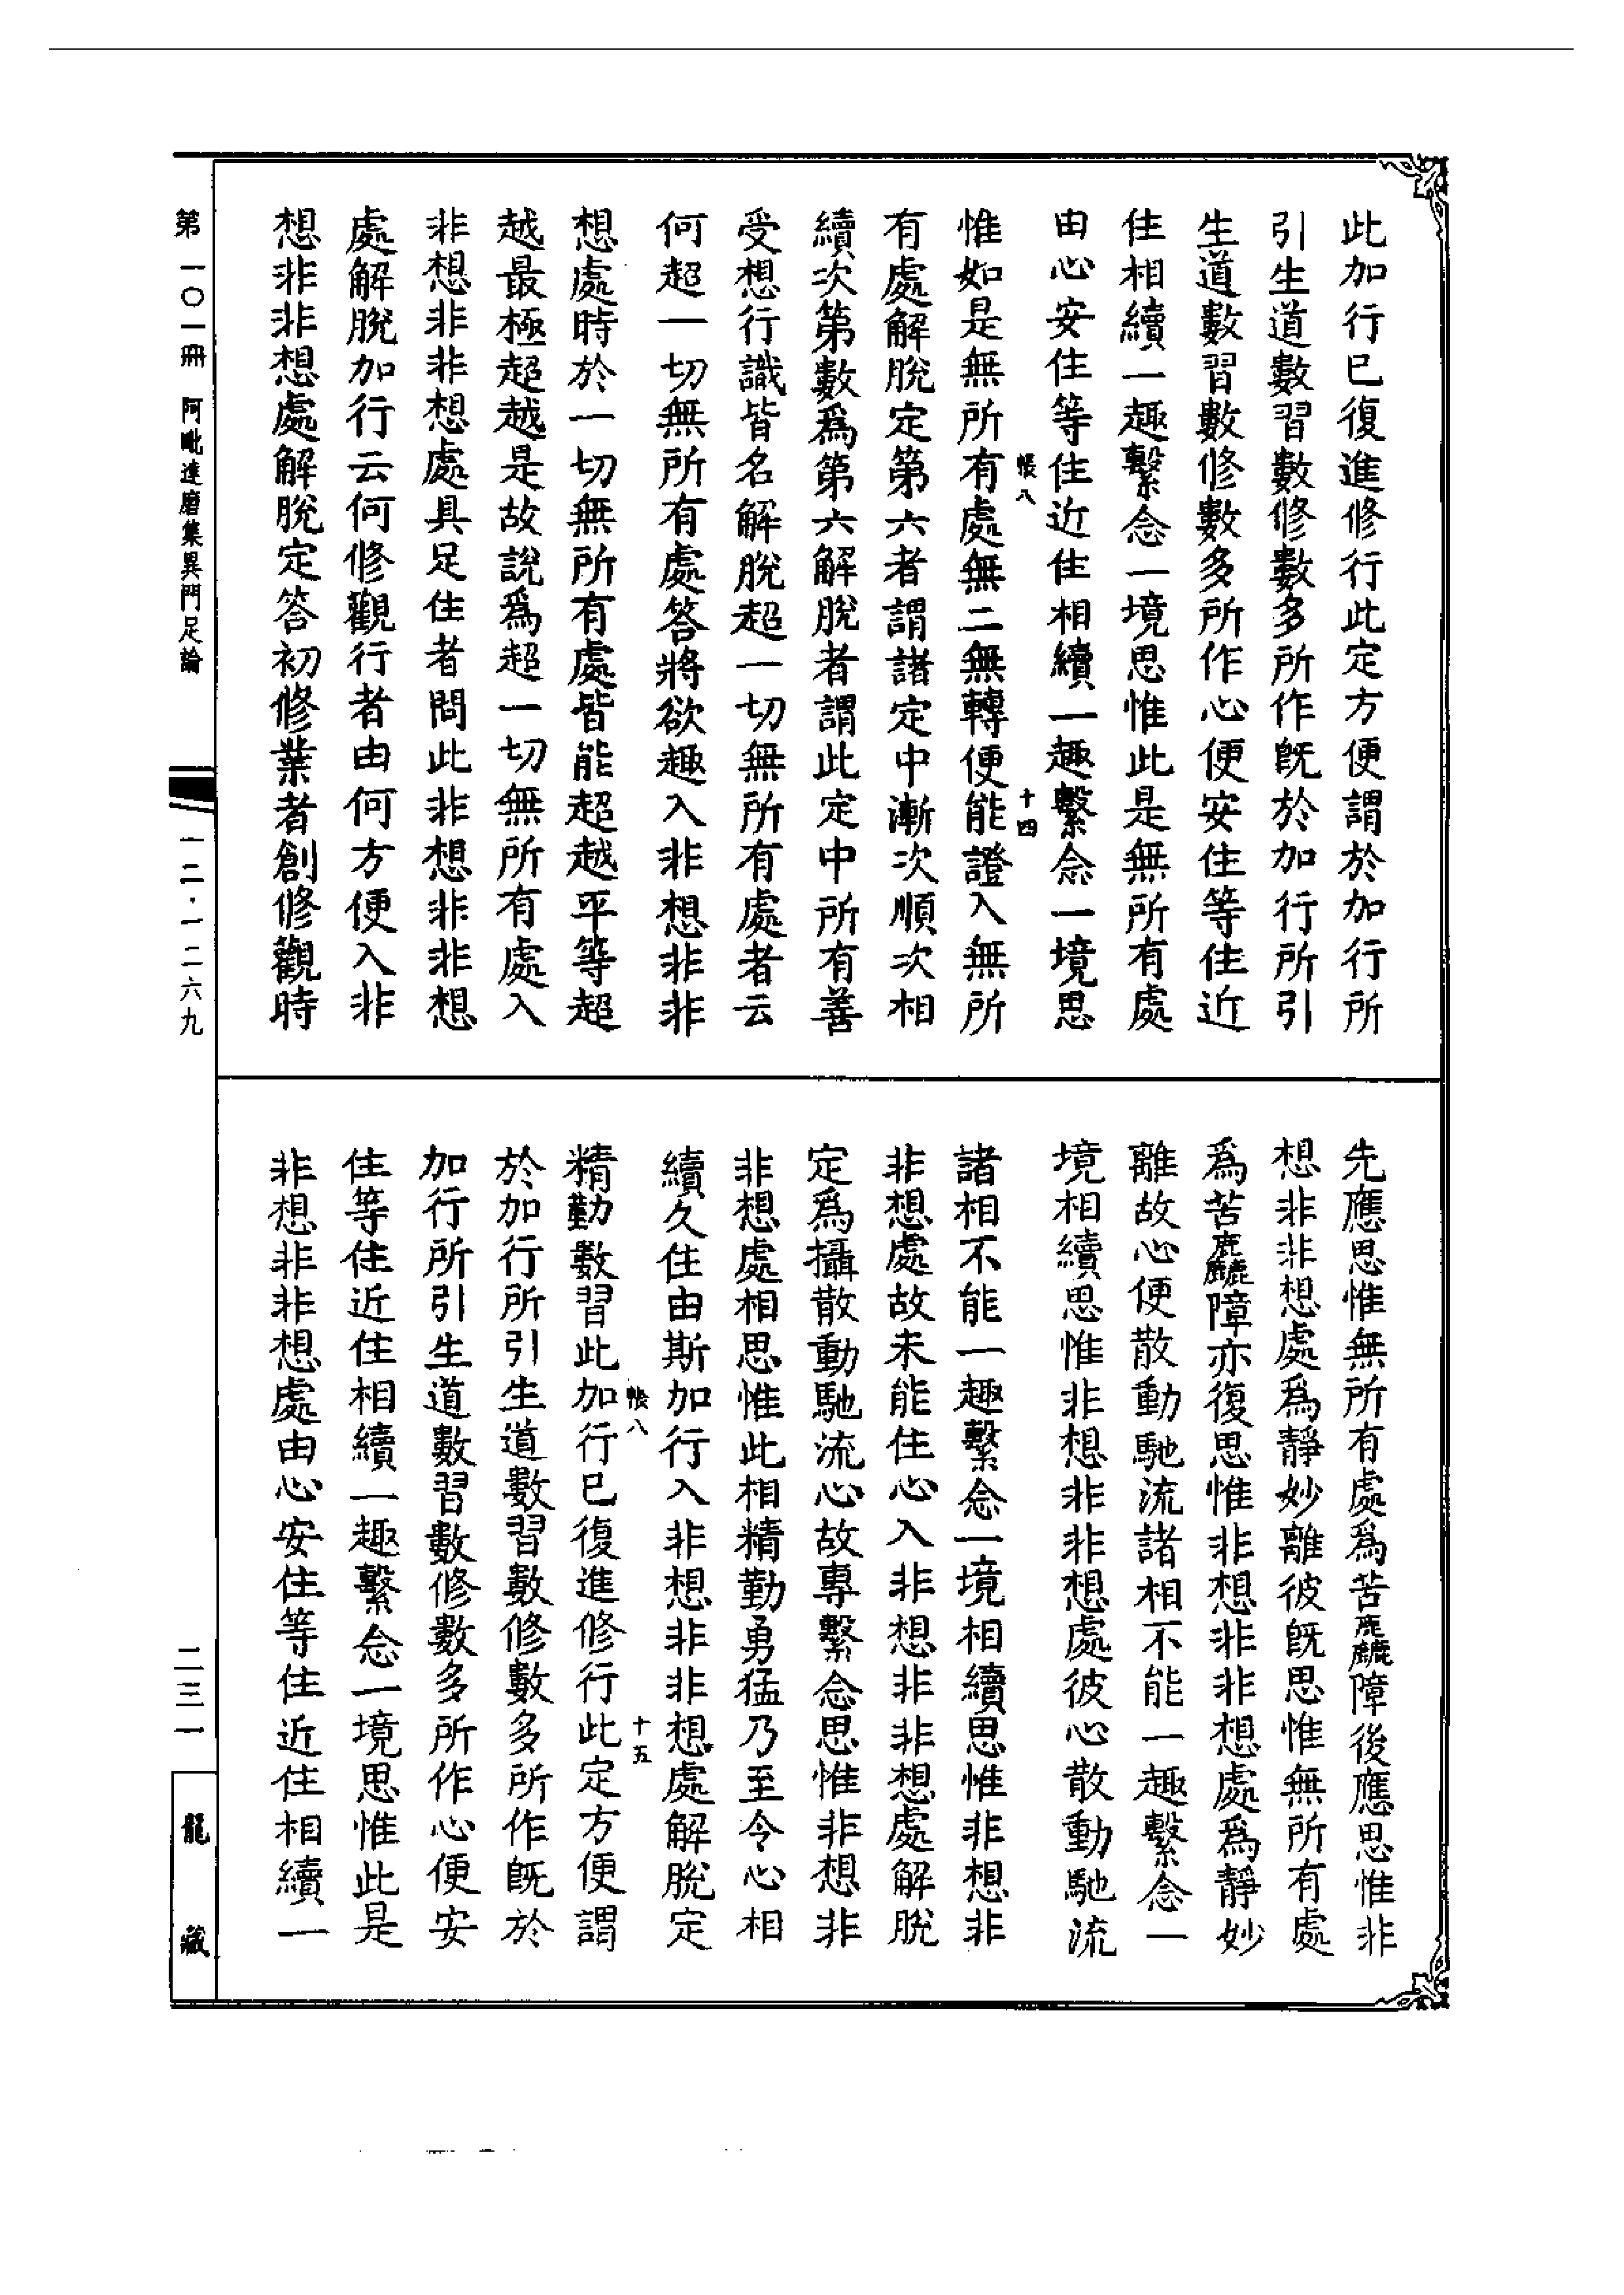 此加行已復進修行此定方便謂於加行所
引生道數習數修數多所作既於加行所引
生道數習數修數多所作心便安住等住近
住相續一趣繫念一境思惟此是無所有處
由心安住等住近住相續一趣繫念一境思
帳八
十四
惟如是無所有處無二無轉便能證入無所
有處解脫定第六者謂諸定中漸次順次相
續次第數為第六解脫者謂此定中所有善
受想行識皆名解脫超一切無所有處者云
何超一切無所有處答將欲趣入非想非非
想處時於一切無所有處皆能超越平等超
越最極超越是故說為超一切無所有處入
非想非非想處具足住者問此非想非非想
處解脫加行云何修觀行者由何方便入非
想非非想處解脫定答初修業者創修觀時
先應思惟無所有處為苦麤障後應思惟非
想非非想處為靜妙離彼既思惟無所有處
為苦麤障亦復思惟非想非非想處為靜妙
離故心便散動馳流諸相不能一趣繫念一
境相續思惟非想非非想處彼心散動馳流
諸相不能一趣繫念一境相續思惟非想非
非想處故未能住心入非想非非想處解脫
定為攝散動馳流心故專繫念思惟非想非
非想處相思惟此相精勤勇猛乃至令心相
續久住由斯加行入非想非非想處解脫定
帳八
十五
精勤數習此加行已復進修行此定方便謂
於加行所引生道數習數修數多所作既於
加行所引生道數習數修數多所作心便安
住等住近住相續一趣繫念一境思惟此是
非想非非想處由心安住等住近住相續一
第一〇一冊 阿毗達磨集異門足論
一二·一二六九
二三一
龍藏